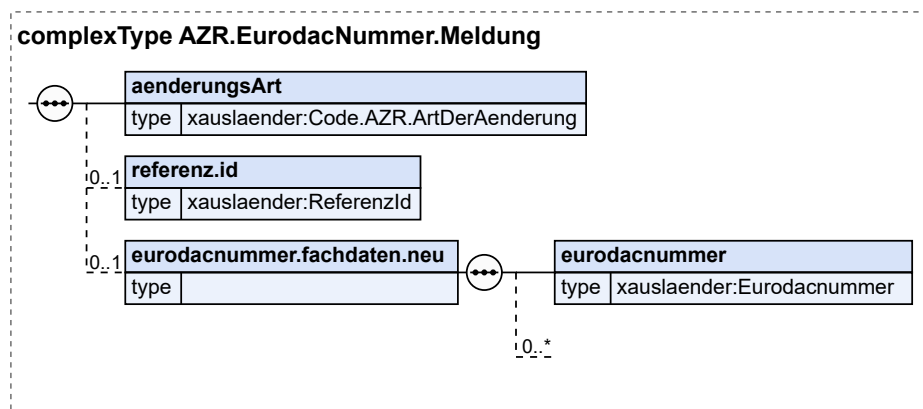 complexType AZR.EurodacNummer.Meldung
aenderungsArt
type xauslaender:Code.AZR.ArtDerAenderung
0..1 referenz.id
type xauslaender:ReferenzId
0..1 eurodacnummer.fachdaten.neu
type
eurodacnummer
type xauslaender:Eurodacnummer
0..*